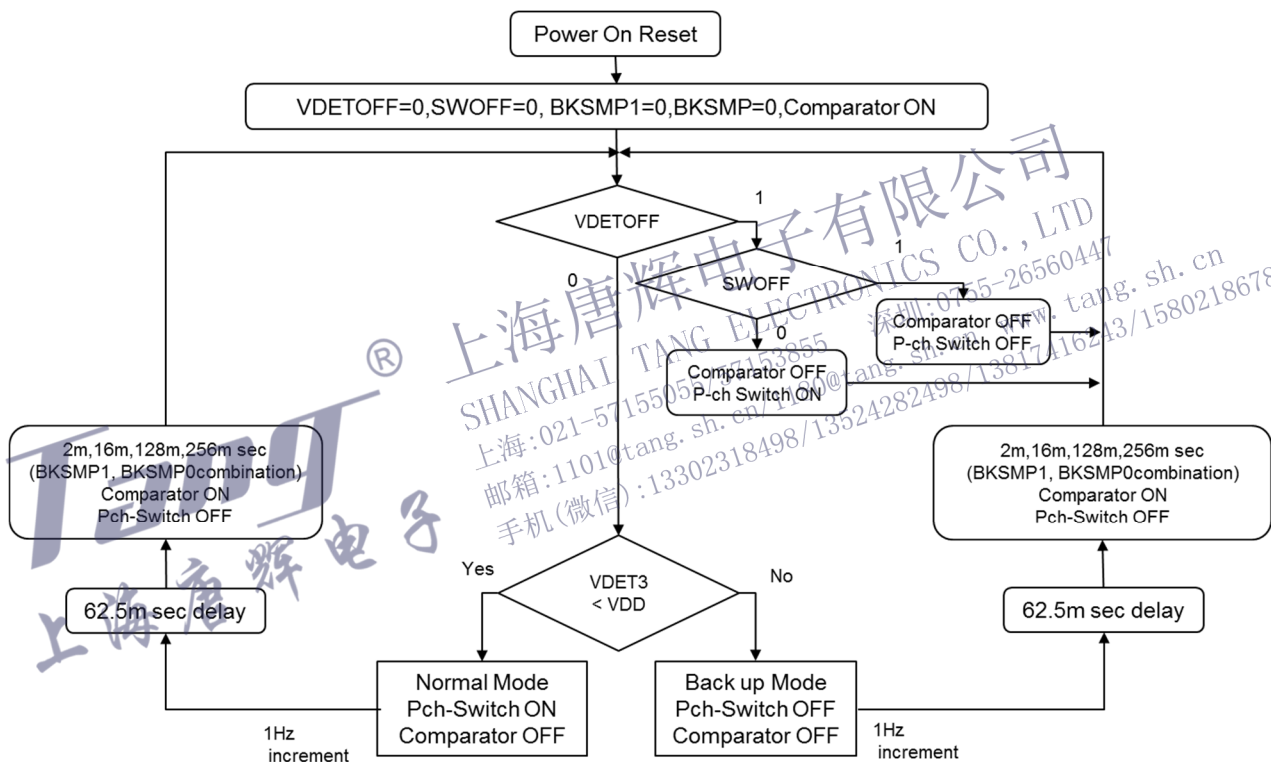 Power On Reset
VDETOFF=0,SWOFF=0, BKSMP1=0,BKSMP=0,Comparator ON
VDETOFF
1
0
SWOFF
1
0
Comparator OFF
P-ch Switch OFF
Comparator OFF
P-ch Switch ON
2m,16m,128m,256m sec
(BKSMP1, BKSMP0combination)
Comparator ON
Pch-Switch OFF
2m,16m,128m,256m sec
(BKSMP1, BKSMP0combination)
Comparator ON
Pch-Switch OFF
62.5m sec delay
62.5m sec delay
VDET3
< VDD
Yes
No
Normal Mode
Pch-Switch ON
Comparator OFF
Back up Mode
Pch-Switch OFF
Comparator OFF
1Hz
increment
1Hz
increment
Tang®
上海唐辉电子
上海唐辉电子有限公司
SHANGHAI TANG ELECTRONICS CO.,LTD
上海:021-57155055/57153855 深圳:0755-26560447
邮箱:1101@tang.sh.cn/1180@tang.sh.cn www.tang.sh.cn
手机(微信):13302318498/13524282498/13817416243/1580218678